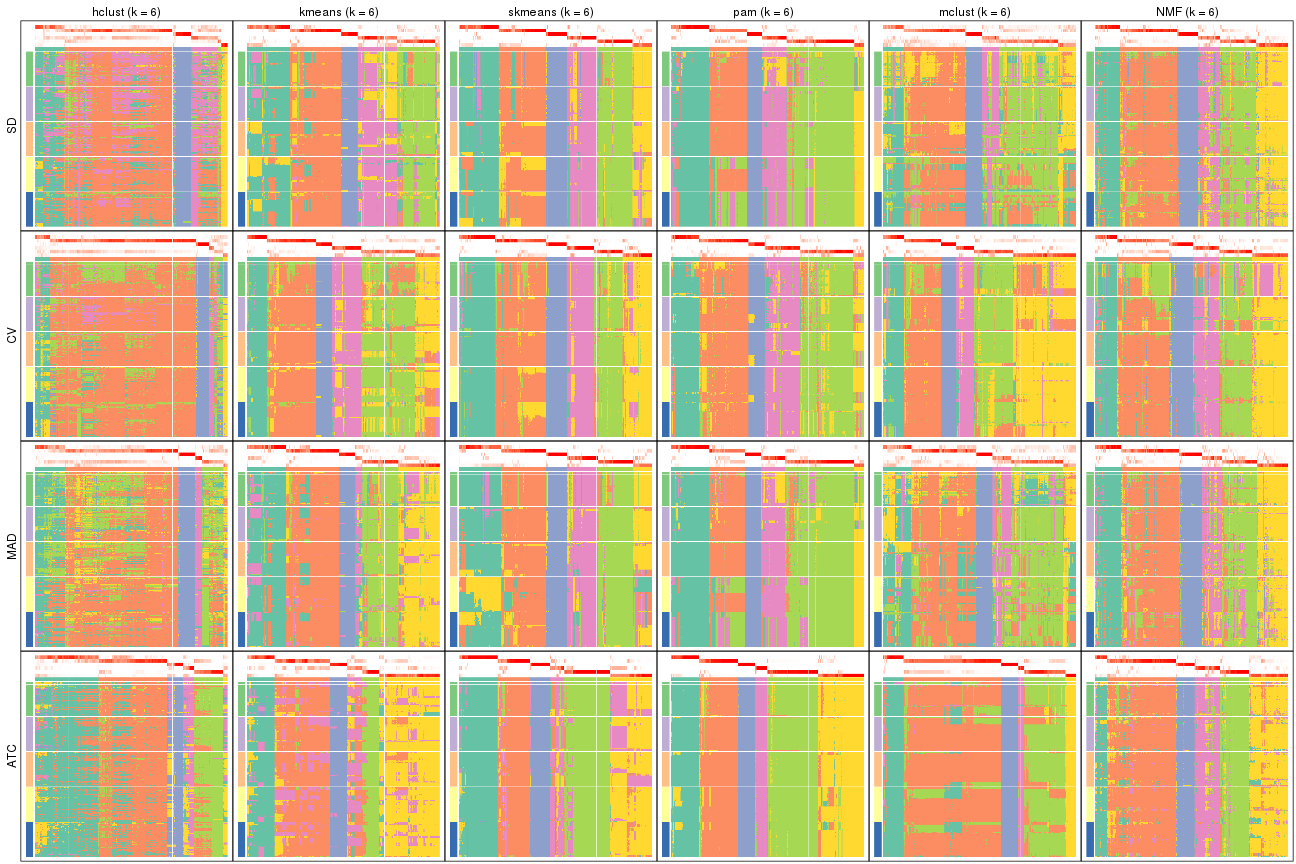 hclust (k = 6) kmeans (k = 6) skmeans (k = 6) pam (k = 6) mclust (k = 6) NMF (k = 6)
SD
CV
MAD
ATC